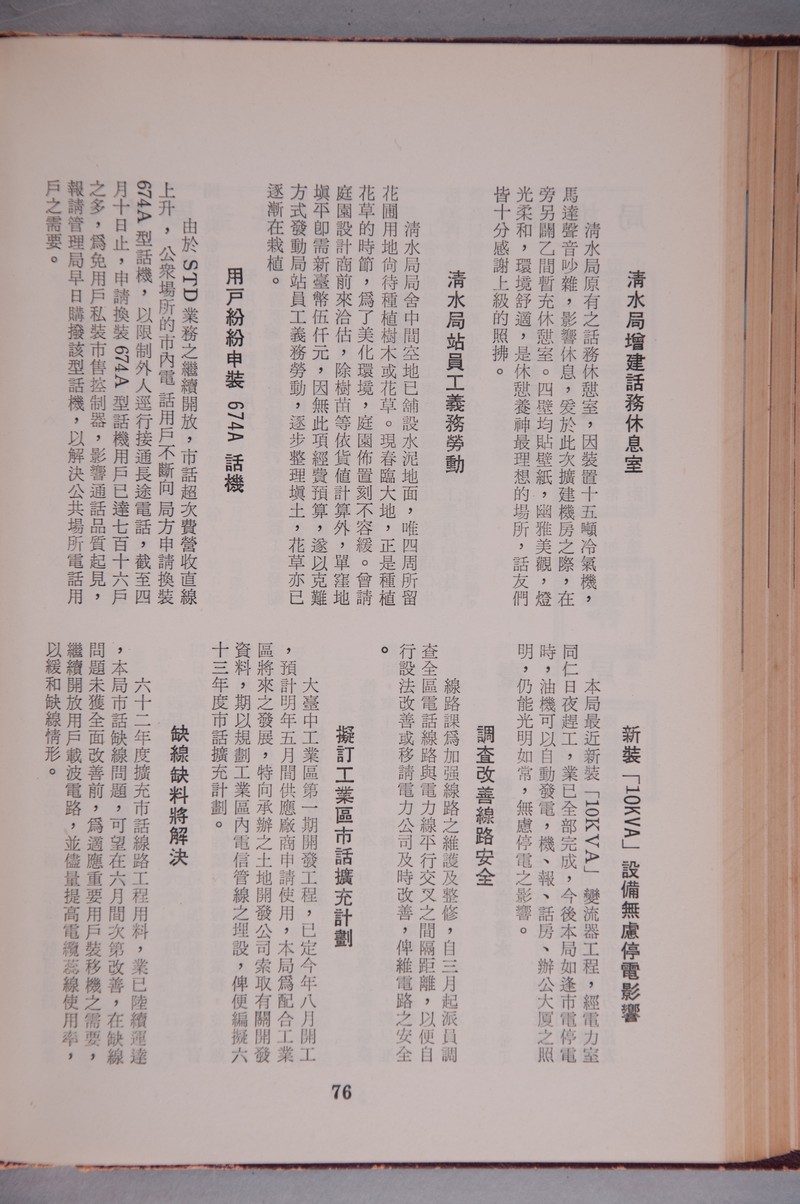 清水局增建話務休息室
清水局原有之話務休憩室，因裝置十五噸冷氣機，
馬達聲音吵雜，影響休息，爰於此次擴建機房之際，在
旁另闢乙間暫充休憩室。四壁均貼壁紙，幽雅美觀，燈
光柔和，環境舒適，是休憩養神最理想的場所，話友們
皆十分感謝上級的照拂。
清水局站員工義務勞動
清水局局舍中間空地已舖設水泥地面，唯四周所留
花圃用地尙待種植樹木或花草。現春臨大地，正是種植
花草的時節，爲了美化環境，庭園佈置刻不容緩。曾請
庭園設計商前來洽估，除樹苗等依貨値計算外，單窪地
塡平卽需新臺幣伍仟元，因無此項經費預算，遂以克難
方式發動局站員工義務勞動，逐步整理塡土，花草亦已
逐漸在栽植。
用戶紛紛申裝 674A 話機
由於 STD 業務之繼續開放，市話超次費營收直線
上升，公衆場所的市內電話用戶不斷向局方申請換裝
674A 型話機，以限制外人逕行接通長途電話，截至四
月十日止，申請換裝 674A 型話機用戶已達七百十六戶
之多，爲免用戶私裝市售控制器，影響通話品質起見，
報請管理局早日購撥該型話機，以解決公共場所電話用
戶之需要。
新裝「10KVA」設備無慮停電影響
本局最近新裝「10KVA」變流器工程，經電力室
同仁日夜趕工，業已全部完成，今後本局如逢市電停電
時，油機可以自動發電，機、報、話房、辦公大厦之照
明，仍能光明如常，無慮停電之影響。
調查改善線路安全
線路課爲加强線路之維護及整修，自三月起派員調
查全區電話線路與電力線平行交叉之間隔距離，以便自
行設法改善或移請電力公司及時改善，俾維電路之安全
。
擬訂工業區市話擴充計劃
大臺中工業區第一期開發工程，已定今年八月開工
，預計明年五月間供應廠商申請使用，本局爲配合工業
區將來之發展，特向承辦之土地開發公司索取有關開發
資料，期以規劃工業區內電信管線之埋設，俾便編擬六
十三年度市話擴充計劃。
缺線缺料將解決
六十二年度擴充市話線路工程用料，業已陸續運達
，本局市話缺線問題，可望在六月間次第改善，在缺線
問題未獲全面改善前，爲適應重要用戶裝移機之需要，
繼續開放用戶載波電路，並儘量提高電纜蕊線使用率，
以緩和缺線情形。
76